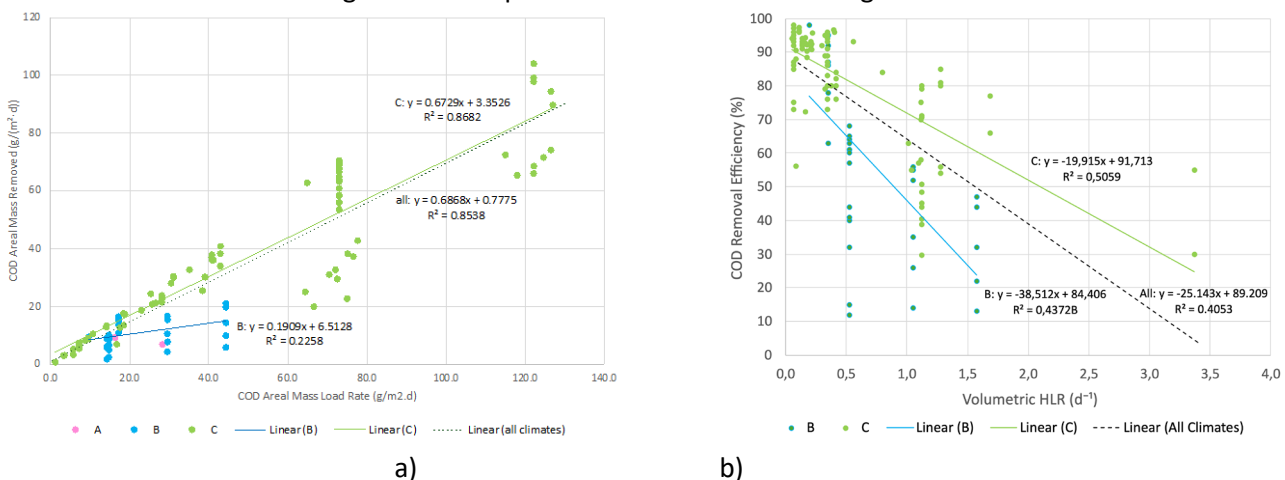 120
100
80
60
40
20
0
0.0
20.0
40.0
60.0
80.0
100.0
120.0
140.0
COD Areal Mass Removed (g/(m².d))
COD Areal Mass Load Rate (g/m2.d)
C: y = 0.6729x + 3.3526
R² = 0.8682
all: y = 0.6868x + 0.7775
R² = 0.8538
B: y = 0.1909x + 6.5128
R² = 0.2258
A
B
C
Linear (B)
Linear (C)
Linear (all climates)
a)
100
90
80
70
60
50
40
30
20
10
0
0,0
0,5
1,0
1,5
2,0
2,5
3,0
3,5
4,0
COD Removal Efficiency (%)
Volumetric HLR (d⁻¹)
C: y = -19,915x + 91,713
R² = 0,5059
B: y = -38,512x + 84,406
R² = 0,4372B
All: y = -25.143x + 89.209
R² = 0.4053
B
C
Linear (B)
Linear (C)
Linear (All Climates)
b)